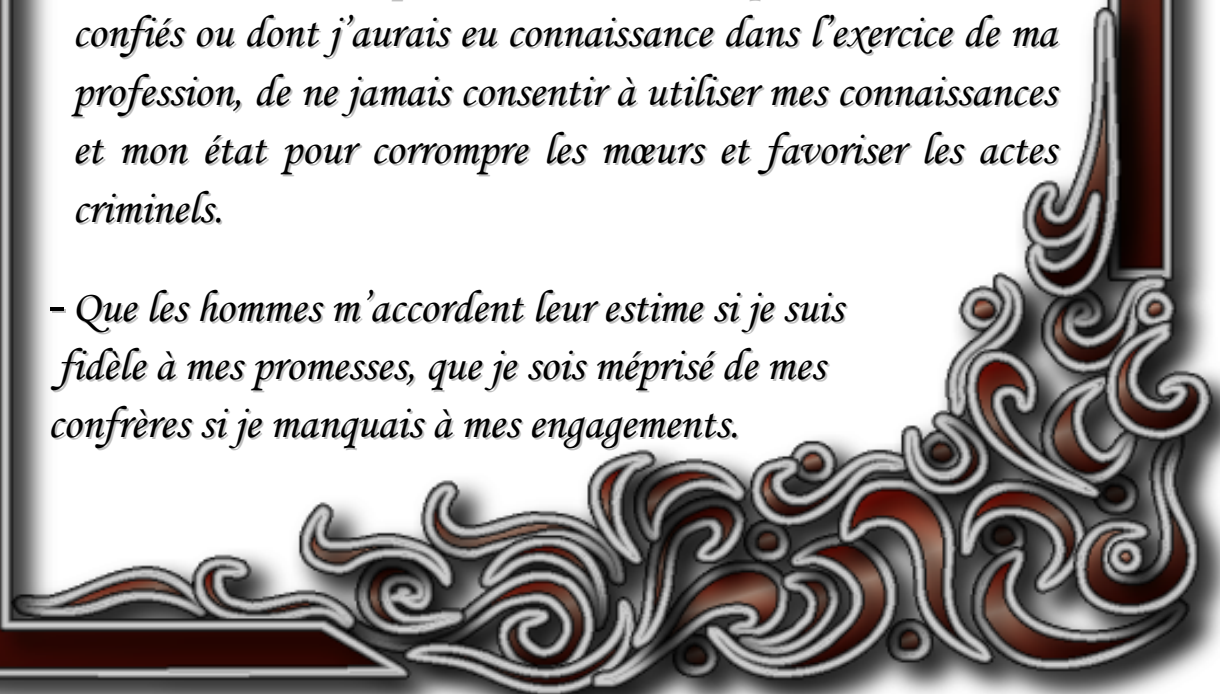 confiés ou dont j’aurais eu connaissance dans l’exercice de ma
profession, de ne jamais consentir à utiliser mes connaissances
et mon état pour corrompre les mœurs et favoriser les actes
criminels.
- Que les hommes m’accordent leur estime si je suis
fidèle à mes promesses, que je sois méprisé de mes
confrères si je manquais à mes engagements.